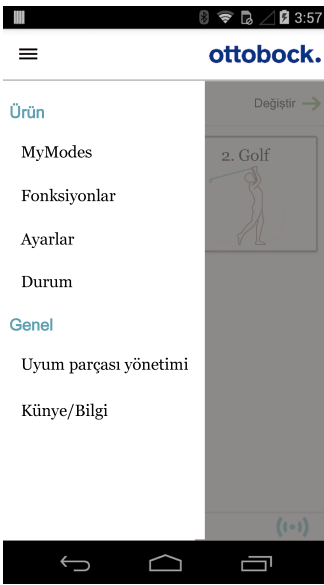 3:57
ottobock.
Ürün
Değiştir
MyModes
2. Golf
Fonksiyonlar
Ayarlar
Durum
Genel
Uyum parçası yönetimi
Künye/Bilgi